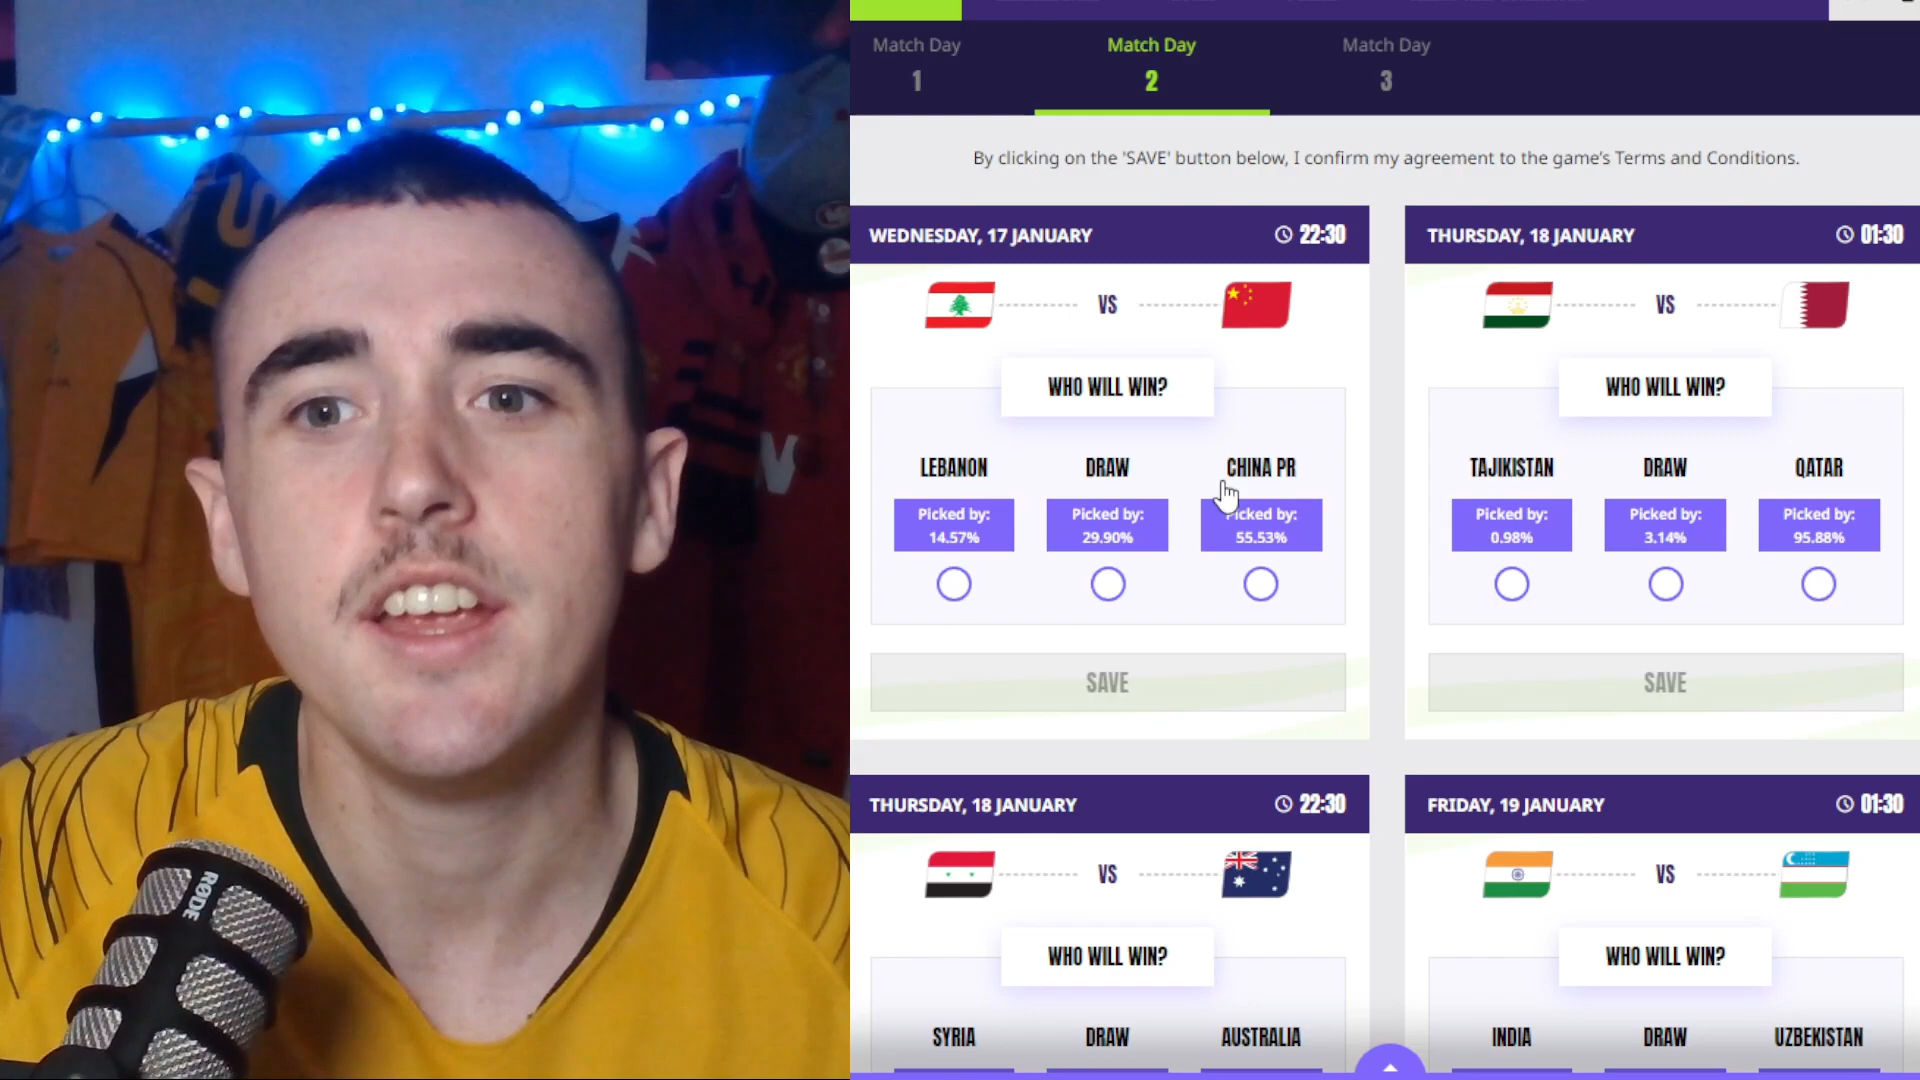 Match Day
1
Match Day
2
Match Day
3
By clicking on the 'SAVE' button below, I confirm my agreement to the game's Terms and Conditions.
WEDNESDAY, 17 JANUARY 22:30
VS
WHO WILL WIN?
LEBANON DRAW CHINA PR
Picked by: Picked by: Picked by:
14.57% 29.90% 55.53%
SAVE
THURSDAY, 18 JANUARY 01:30
VS
WHO WILL WIN?
TAJIKISTAN DRAW QATAR
Picked by: Picked by: Picked by:
0.98% 3.14% 95.88%
SAVE
THURSDAY, 18 JANUARY 22:30
VS
WHO WILL WIN?
SYRIA DRAW AUSTRALIA
FRIDAY, 19 JANUARY 01:30
VS
WHO WILL WIN?
INDIA DRAW UZBEKISTAN
RØDE